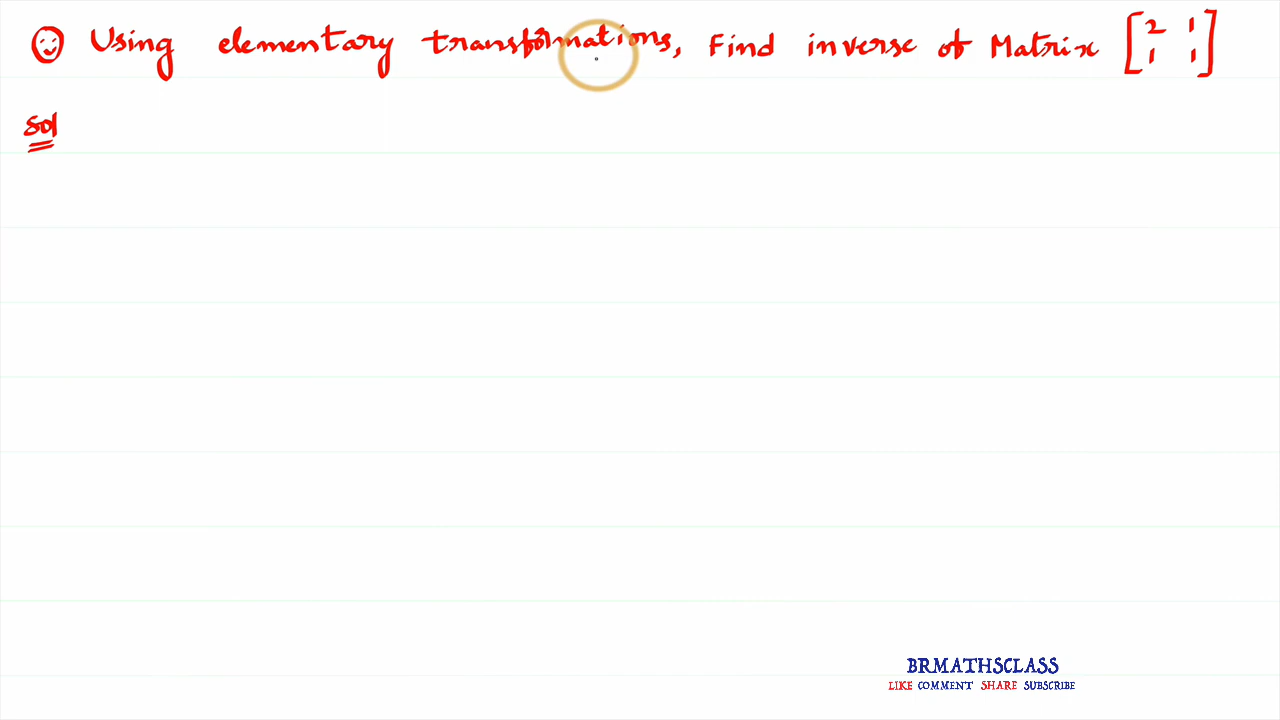 Using elementary transformations, Find inverse of Matrix [2 1
1 1]
Sol
BRMATHSCLASS
LIKE COMMENT SHARE SUBSCRIBE